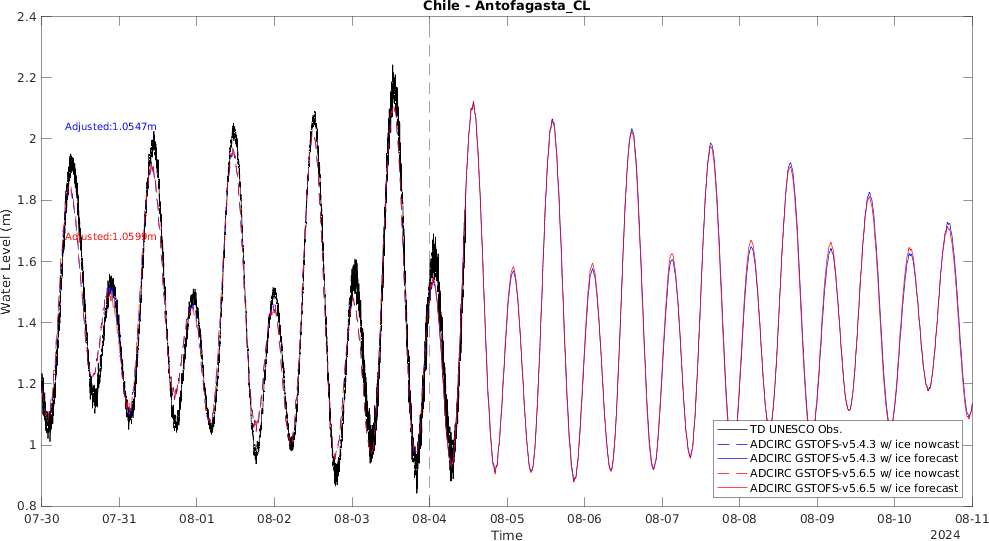 Chile - Antofagasta_CL
2.4
2.2
2
1.8
1.6
1.4
1.2
1
0.8
Water Level (m)
Adjusted:1.0547m
Adjusted:1.0599m
TD UNESCO Obs.
ADCIRC GSTOFS-v5.4.3 w/ ice nowcast
ADCIRC GSTOFS-v5.4.3 w/ ice forecast
ADCIRC GSTOFS-v5.6.5 w/ ice nowcast
ADCIRC GSTOFS-v5.6.5 w/ ice forecast
07-30 07-31 08-01 08-02 08-03 08-04 08-05 08-06 08-07 08-08 08-09 08-10 08-11
Time
2024